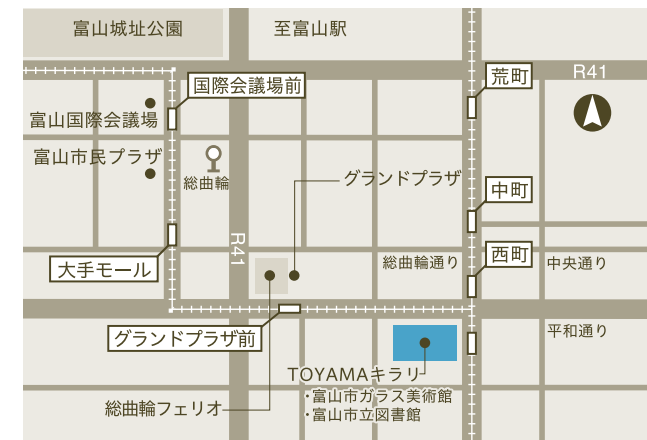 富山城址公園
至富山駅
荒町
R41
国際会議場前
富山国際会議場
富山市民プラザ
総曲輪
グランドプラザ
中町
R41
総曲輪通り
西町
中央通り
大手モール
グランドプラザ前
平和通り
TOYAMAキラリ
・富山市ガラス美術館
・富山市立図書館
総曲輪フェリオ